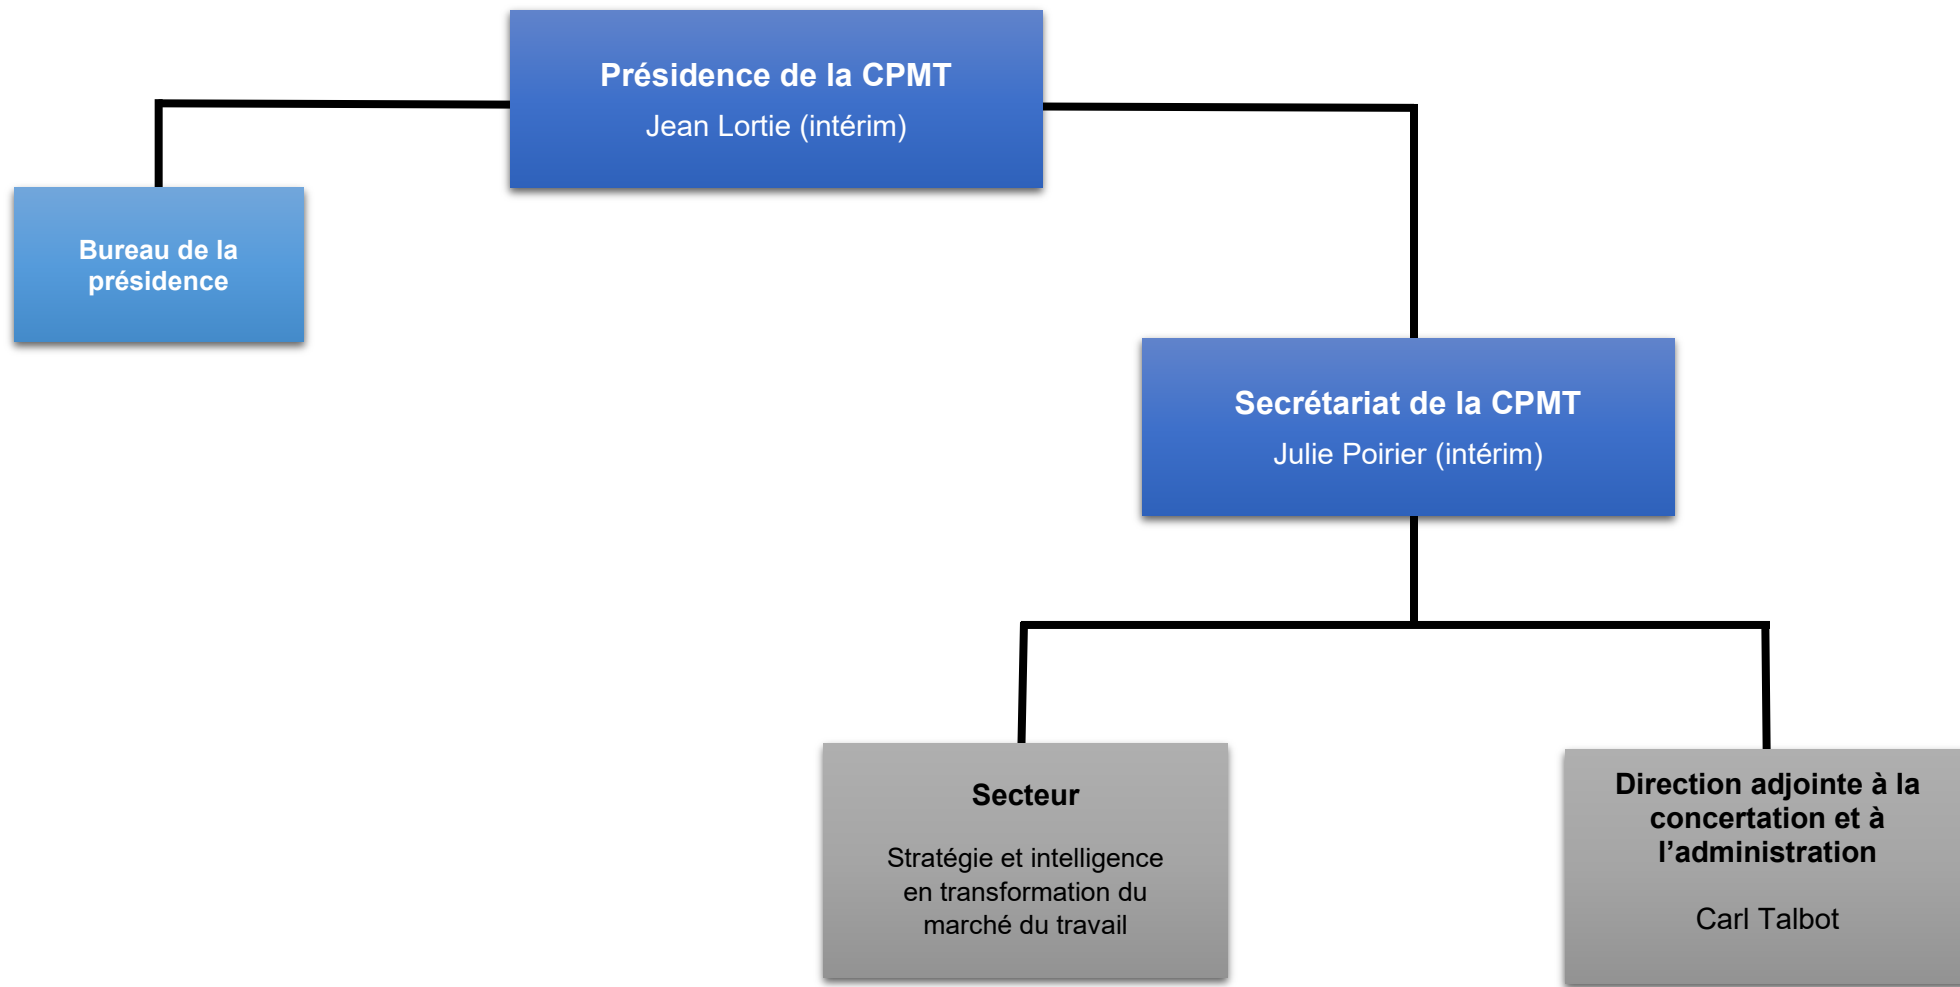 Présidence de la CPMT
Jean Lortie (intérim)
Bureau de la
présidence
Secrétariat de la CPMT
Julie Poirier (intérim)
Secteur
Stratégie et intelligence
en transformation du
marché du travail
Direction adjointe à la
concertation et à
l’administration
Carl Talbot